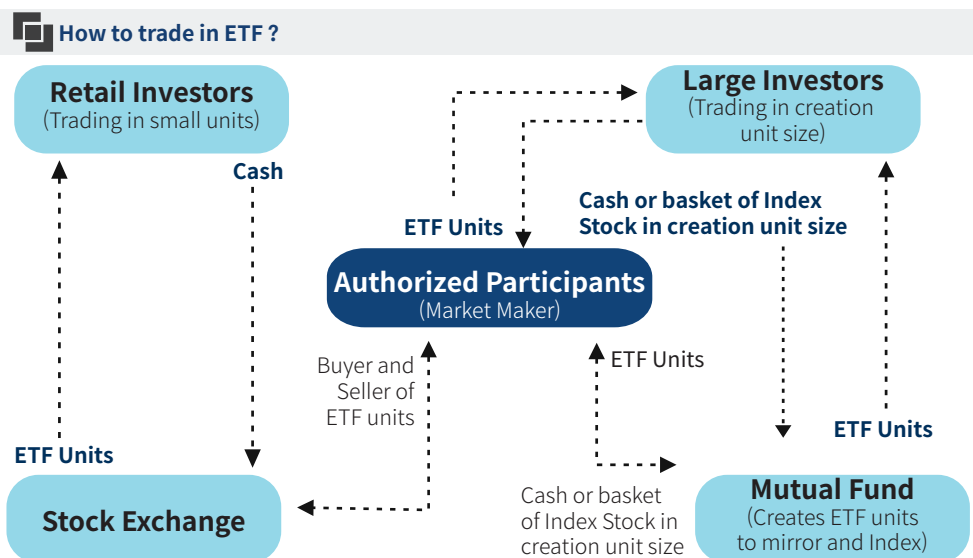 How to trade in ETF ?
Retail Investors
(Trading in small units)
Large Investors
(Trading in creation
unit size)
Cash
Cash or basket of Index
Stock in creation unit size
ETF Units
Authorized Participants
(Market Maker)
Buyer and
Seller of
ETF units
ETF Units
ETF Units
ETF Units
Stock Exchange
Cash or basket
of Index Stock in
creation unit size
Mutual Fund
(Creates ETF units
to mirror and Index)